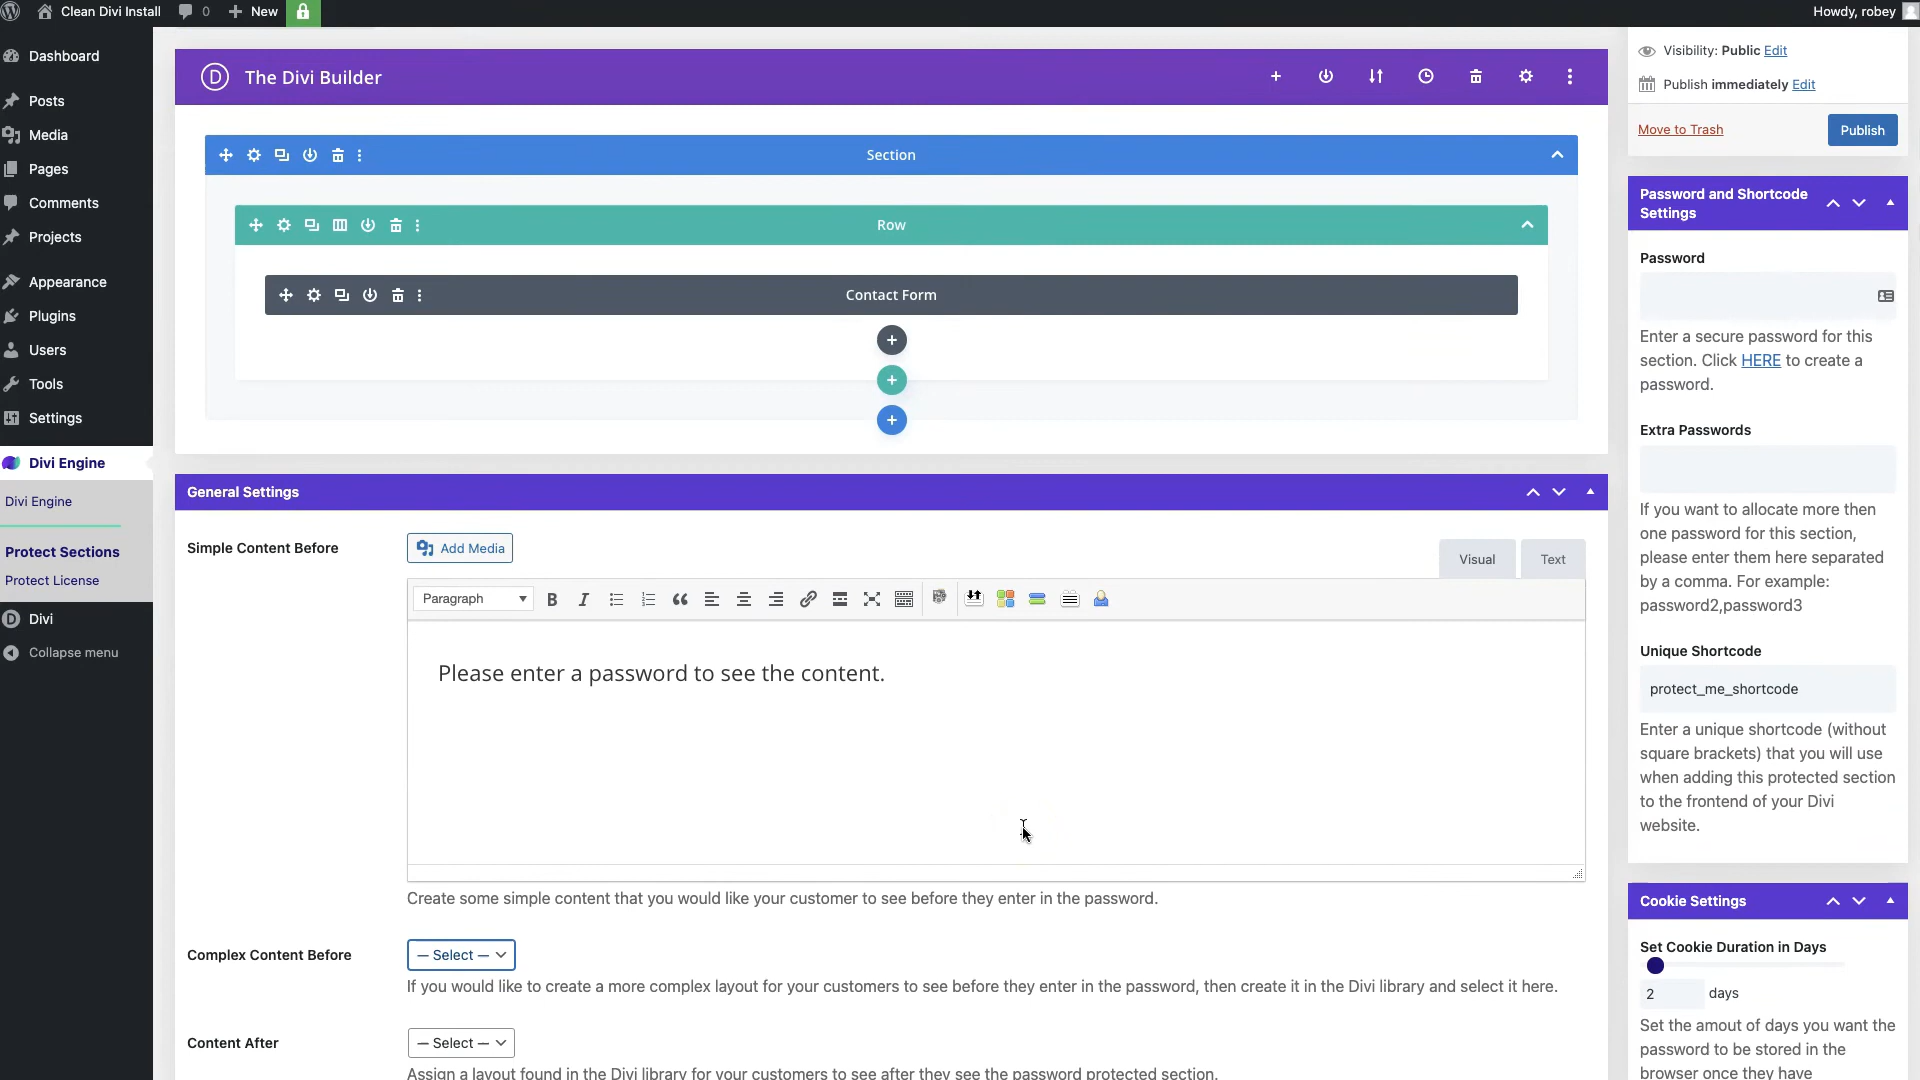 Clean Divi Install
0
New
Howdy, robey
Dashboard
Posts
Media
Pages
Comments
Projects
Appearance
Plugins
Users
Tools
Settings
Divi Engine
Divi Engine
Protect Sections
Protect License
Divi
Collapse menu
D The Divi Builder
Section
Row
Contact Form
General Settings
Simple Content Before
Add Media
Visual
Text
Paragraph
B
I
Please enter a password to see the content.
Create some simple content that you would like your customer to see before they enter in the password.
Complex Content Before
— Select —
If you would like to create a more complex layout for your customers to see before they enter in the password, then create it in the Divi library and select it here.
Content After
— Select —
Assign a layout found in the Divi library for your customers to see after they see the password protected section.
Visibility: Public Edit
Publish immediately Edit
Move to Trash
Publish
Password and Shortcode
Settings
Password
Enter a secure password for this
section. Click HERE to create a
password.
Extra Passwords
If you want to allocate more then
one password for this section,
please enter them here separated
by a comma. For example:
password2,password3
Unique Shortcode
protect_me_shortcode
Enter a unique shortcode (without
square brackets) that you will use
when adding this protected section
to the frontend of your Divi
website.
Cookie Settings
Set Cookie Duration in Days
2 days
Set the amout of days you want the
password to be stored in the
browser once they have